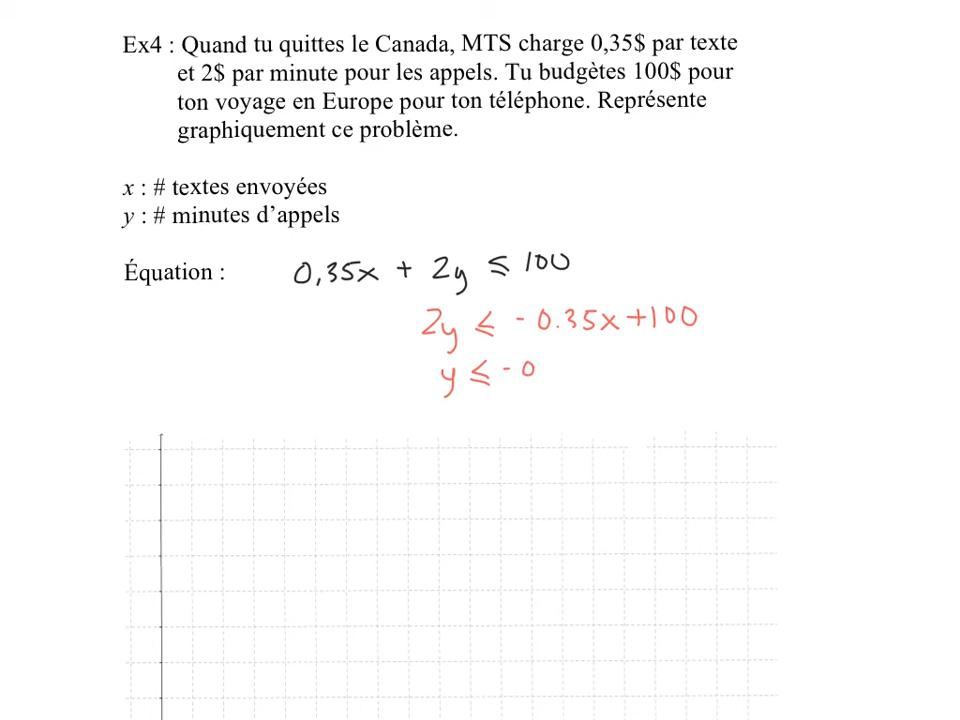 Ex4 : Quand tu quittes le Canada, MTS charge 0,35$ par texte
et 2$ par minute pour les appels. Tu budgètes 100$ pour
ton voyage en Europe pour ton téléphone. Représente
graphiquement ce problème.
x : # textes envoyées
y : # minutes d’appels
Équation : 0,35x + 2y ≤ 100
2y ≤ - 0.35x +100
y ≤ - 0